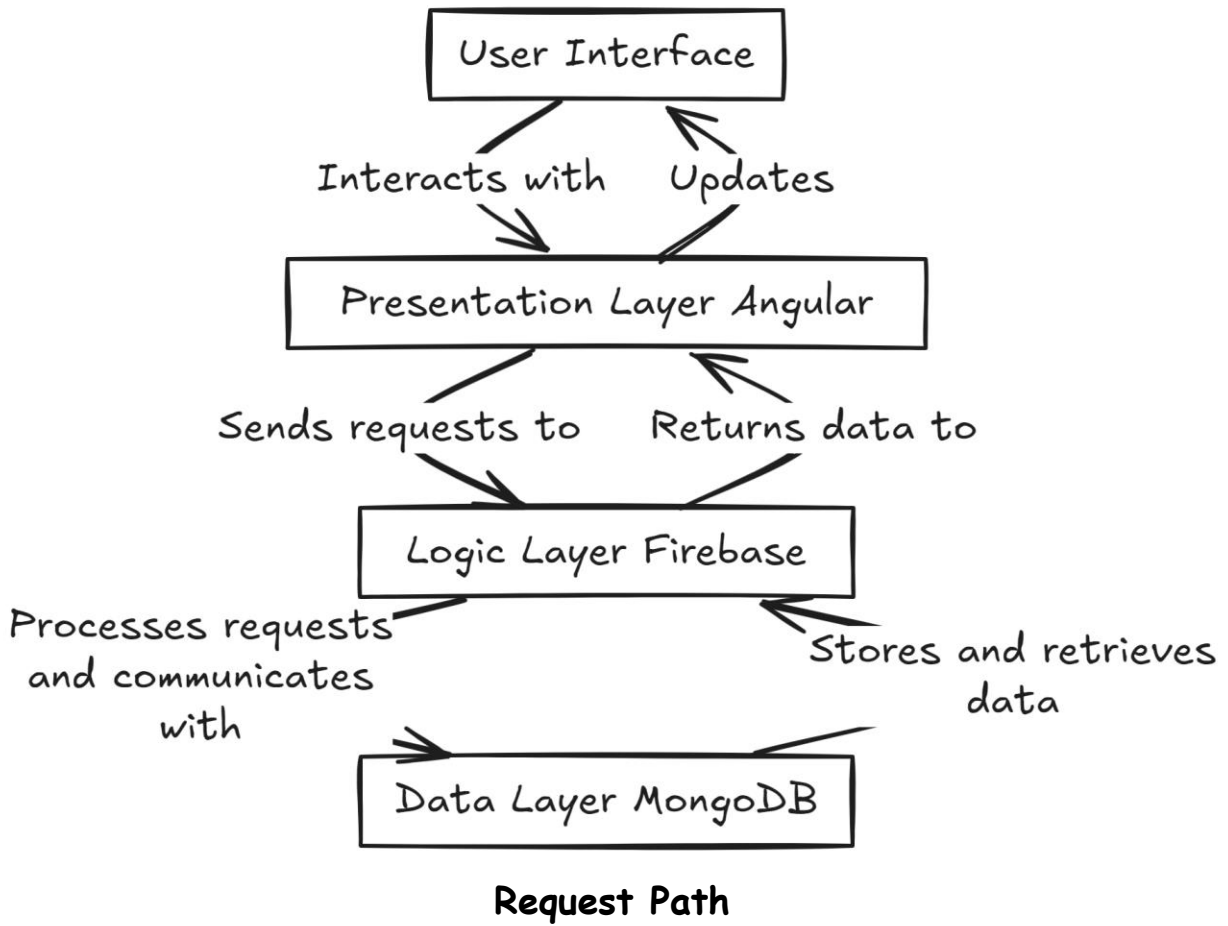 User Interface
Interacts with
Updates
Presentation Layer Angular
Sends requests to
Returns data to
Logic Layer Firebase
Processes requests
and communicates
with
Stores and retrieves
data
Data Layer MongoDB
Request Path